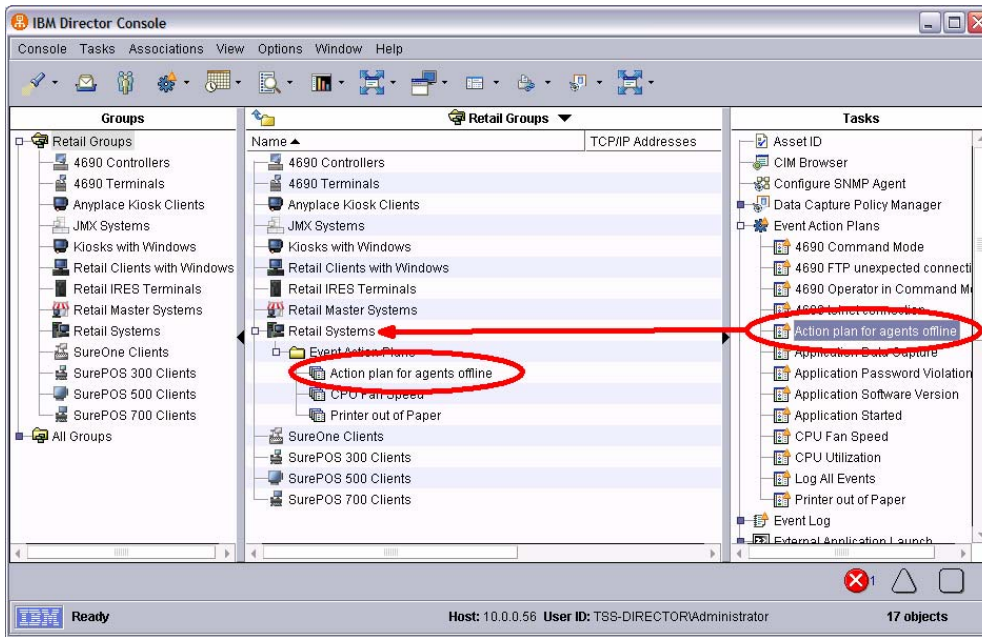 IBM Director Console
Console Tasks Associations View Options Window Help
Groups
Retail Groups
4690 Controllers
4690 Terminals
Anyplace Kiosk Clients
JMX Systems
Kiosks with Windows
Retail Clients with Windows
Retail IRES Terminals
Retail Master Systems
Retail Systems
SureOne Clients
SurePOS 300 Clients
SurePOS 500 Clients
SurePOS 700 Clients
All Groups
Retail Groups
Name TCP/IP Addresses
4690 Controllers
4690 Terminals
Anyplace Kiosk Clients
JMX Systems
Kiosks with Windows
Retail Clients with Windows
Retail IRES Terminals
Retail Master Systems
Retail Systems
Event Action Plans
Action plan for agents offline
CPU Fan Speed
Printer out of Paper
SureOne Clients
SurePOS 300 Clients
SurePOS 500 Clients
SurePOS 700 Clients
Tasks
Asset ID
CIM Browser
Configure SNMP Agent
Data Capture Policy Manager
Event Action Plans
4690 Command Mode
4690 FTP unexpected connecti
4690 Operator in Command M
4690 telnet connection
Action plan for agents offline
Application Data Capture
Application Password Violation
Application Software Version
Application Started
CPU Fan Speed
CPU Utilization
Log All Events
Printer out of Paper
Event Log
External Application Launch
1
IBM Ready
Host: 10.0.0.56 User ID: TSS-DIRECTOR\Administrator
17 objects